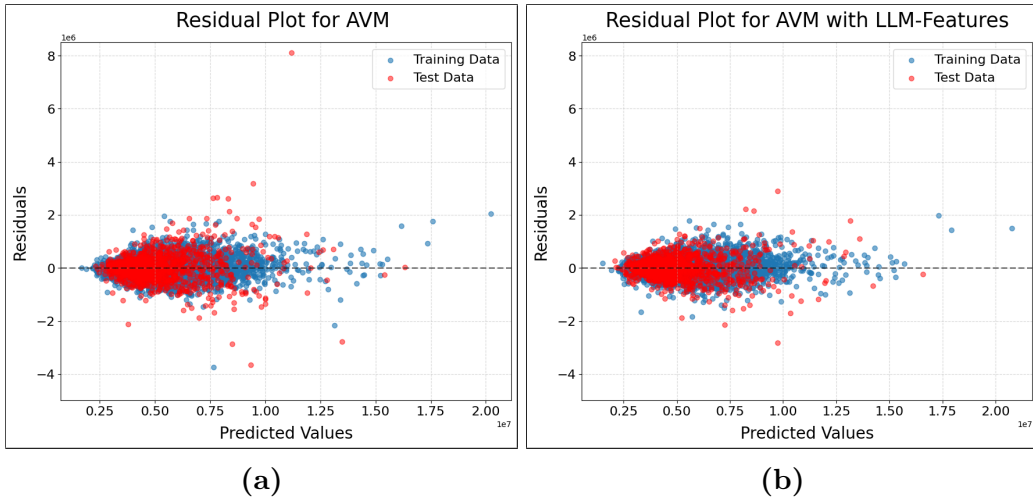 Residual Plot for AVM
1e6
8
6
4
2
0
−2
−4
Residuals
Training Data
Test Data
0.25
0.50
0.75
1.00
1.25
1.50
1.75
2.00
1e7
Predicted Values
(a)
Residual Plot for AVM with LLM-Features
1e6
8
6
4
2
0
−2
−4
Residuals
Training Data
Test Data
0.25
0.50
0.75
1.00
1.25
1.50
1.75
2.00
1e7
Predicted Values
(b)